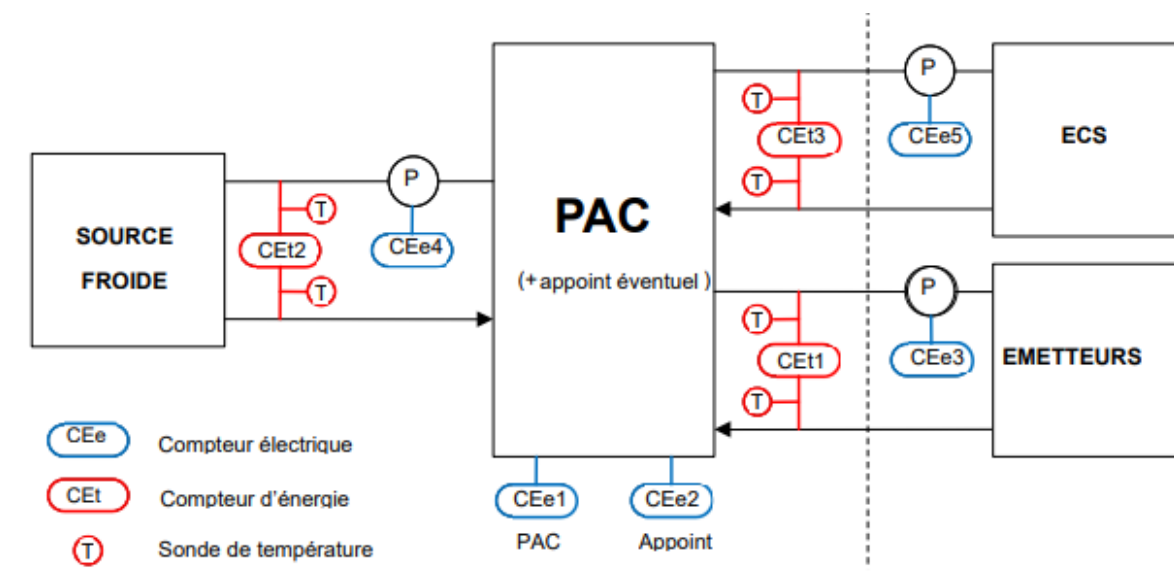 P
P
T
CEt3
CEe5
ECS
T
P
T
CEt2
CEe4
T
SOURCE
FROIDE
PAC
(+ appoint éventuel )
P
T
CEt1
CEe3
EMETTEURS
T
CEe
Compteur électrique
CEt
Compteur d'énergie
T
Sonde de température
CEe1
CEe2
PAC
Appoint